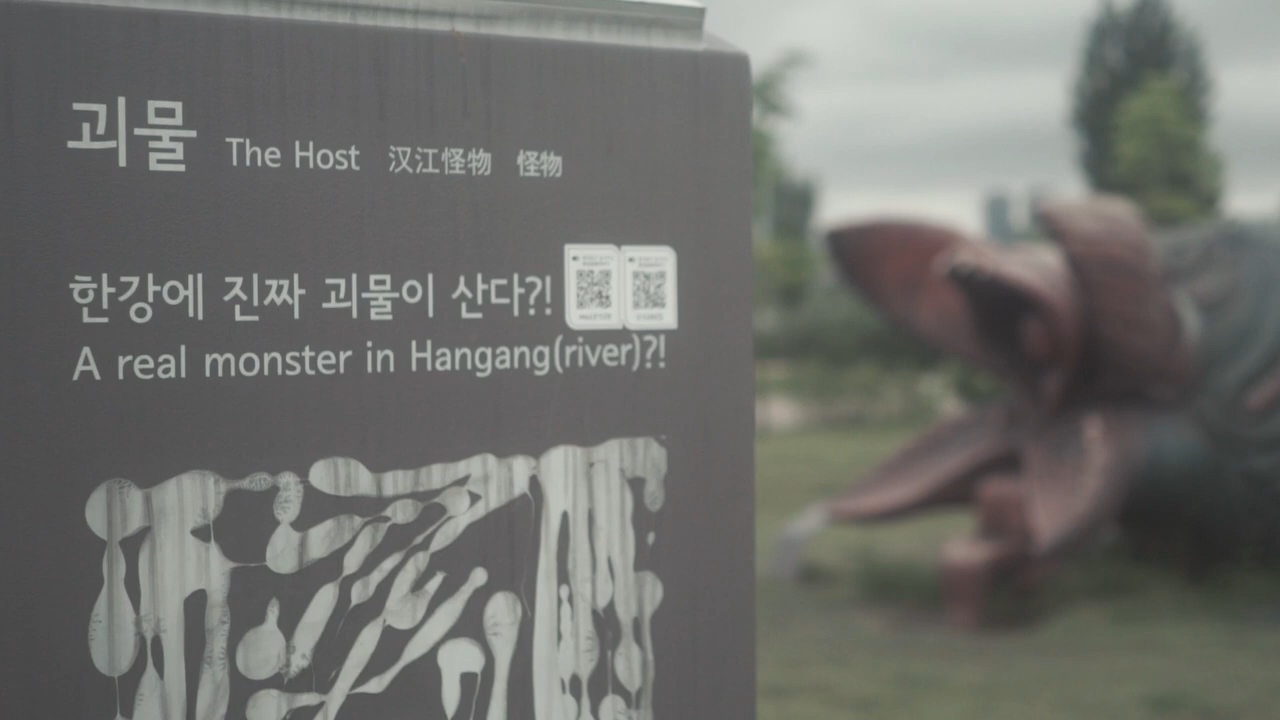 괴물 The Host 汉江怪物 怪物
한강에 진짜 괴물이 산다?!
A real monster in Hangang(river)?!